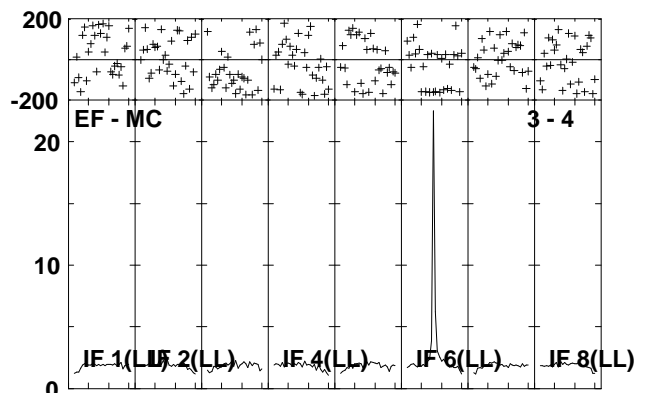 200
-200
EF - MC 3 - 4
20
10
IF 1(LL) IF 2(LL) IF 4(LL) IF 6(LL) IF 8(LL)
0